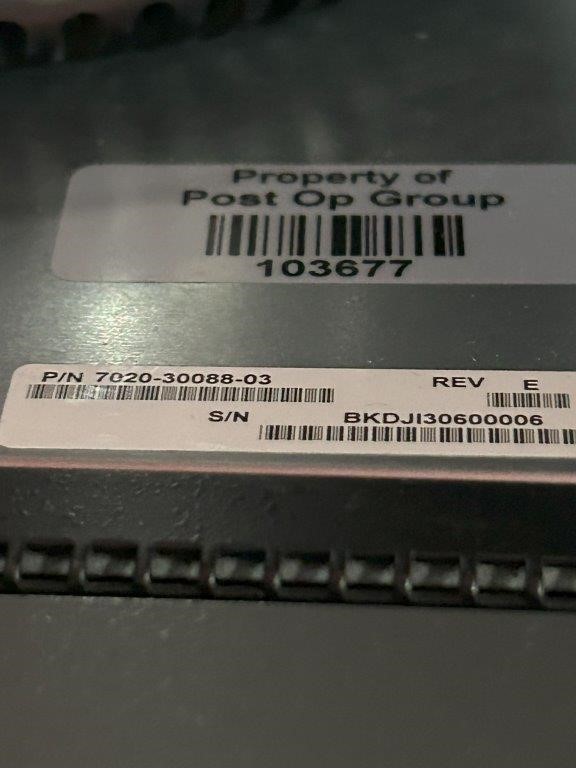 Property of
Post Op Group
103677
P/N 7020-30088-03
REV E
S/N BKDJI30600006